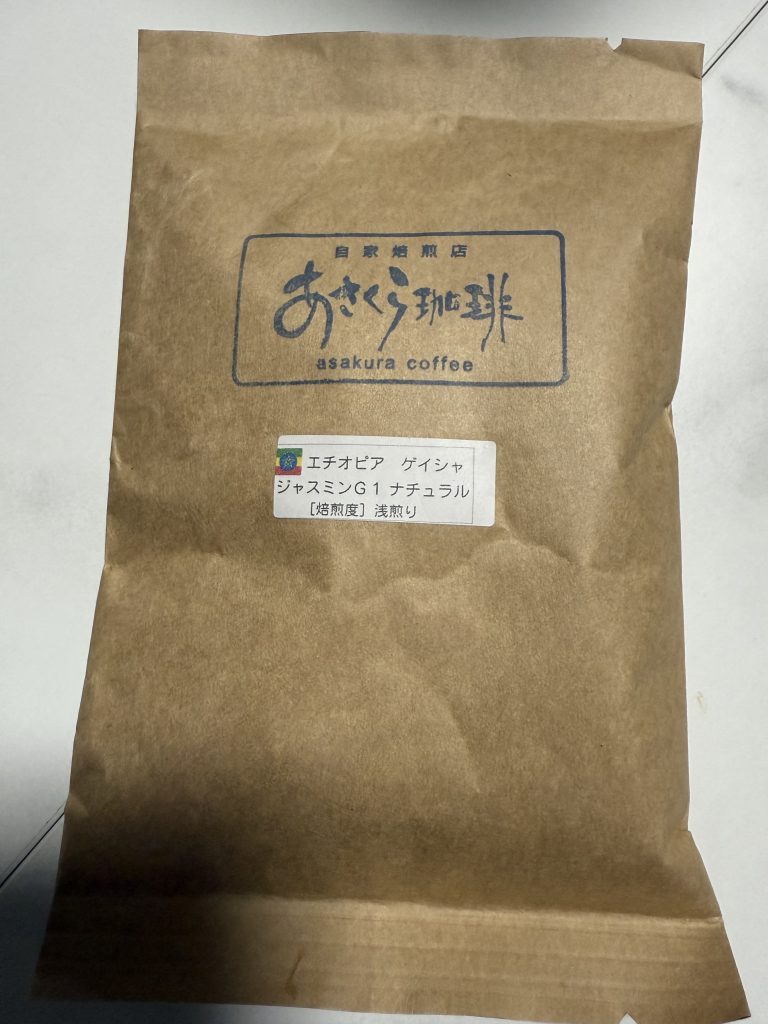 自家焙煎店
あさくら珈琲
asakura coffee
エチオピア　ゲイシャ
ジャスミンG1 ナチュラル
［焙煎度］浅煎り